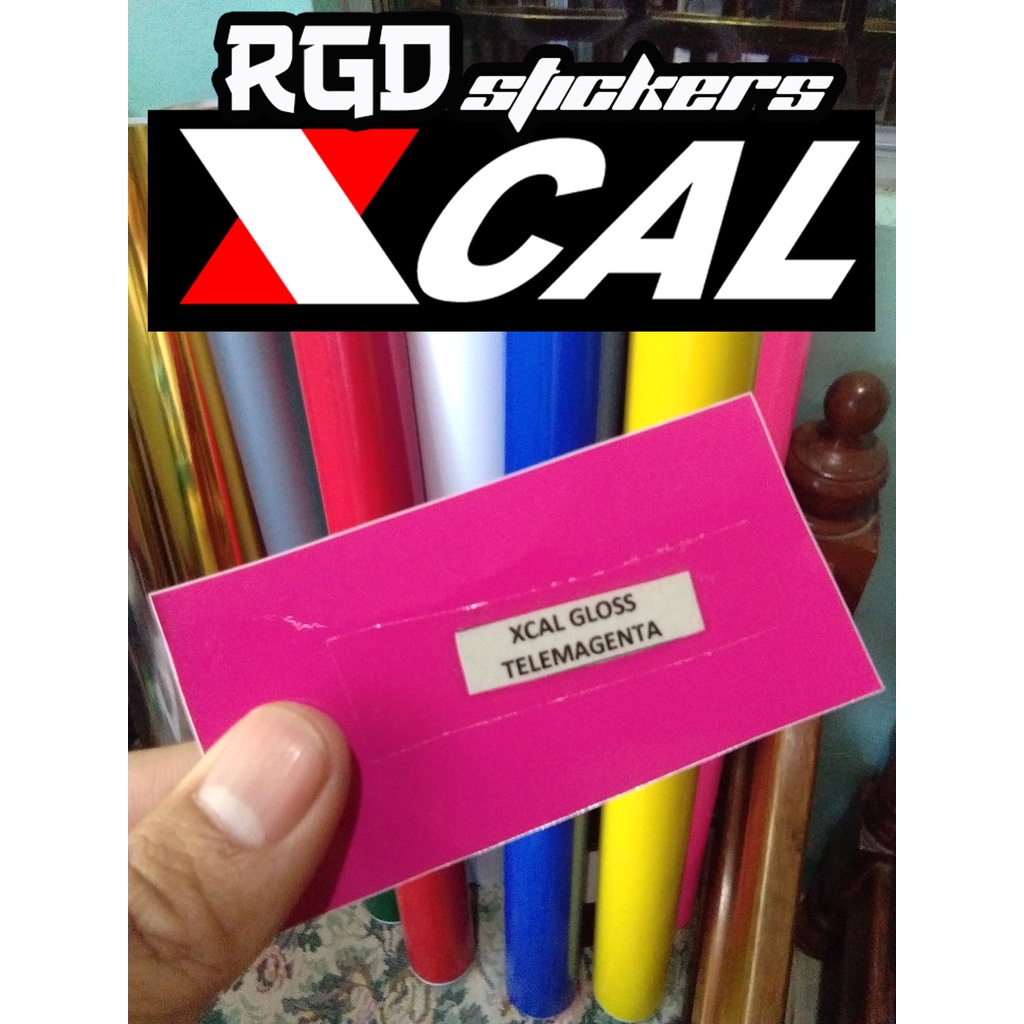 RGD stickers
XCAL
XCAL GLOSS
TELEMAGENTA